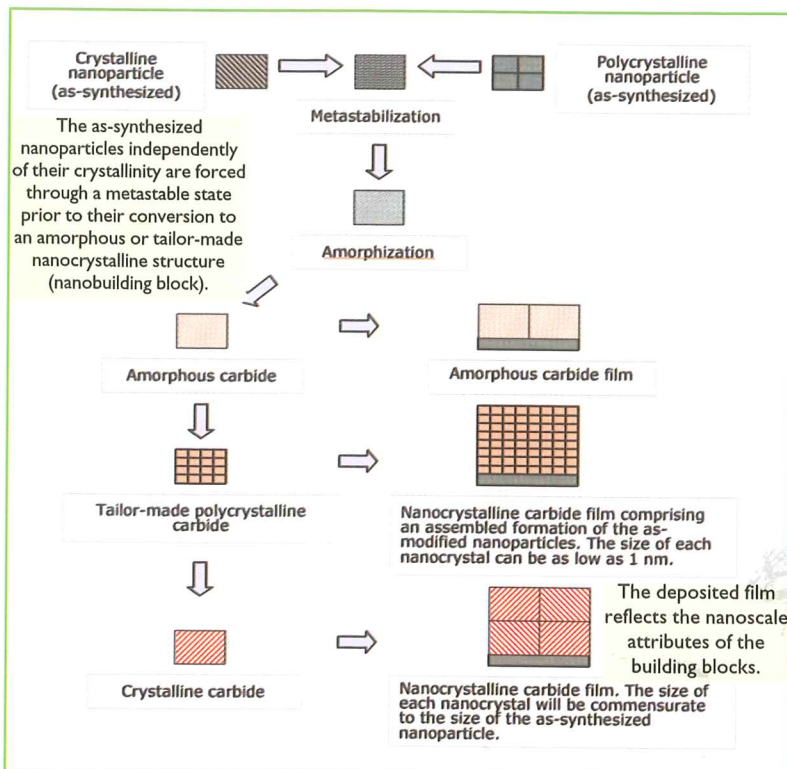 Crystalline
nanoparticle
(as-synthesized)
Polycrystalline
nanoparticle
(as-synthesized)
Metastabilization
The as-synthesized
nanoparticles independently
of their crystallinity are forced
through a metastable state
prior to their conversion to
an amorphous or tailor-made
nanocrystalline structure
(nanobuilding block).
Amorphization
Amorphous carbide
Amorphous carbide film
Tailor-made polycrystalline
carbide
Nanocrystalline carbide film comprising
an assembled formation of the as-
modified nanoparticles. The size of each
nanocrystal can be as low as 1 nm.
The deposited film
reflects the nanoscale
attributes of the
building blocks.
Crystalline carbide
Nanocrystalline carbide film. The size of
each nanocrystal will be commensurate
to the size of the as-synthesized
nanoparticle.